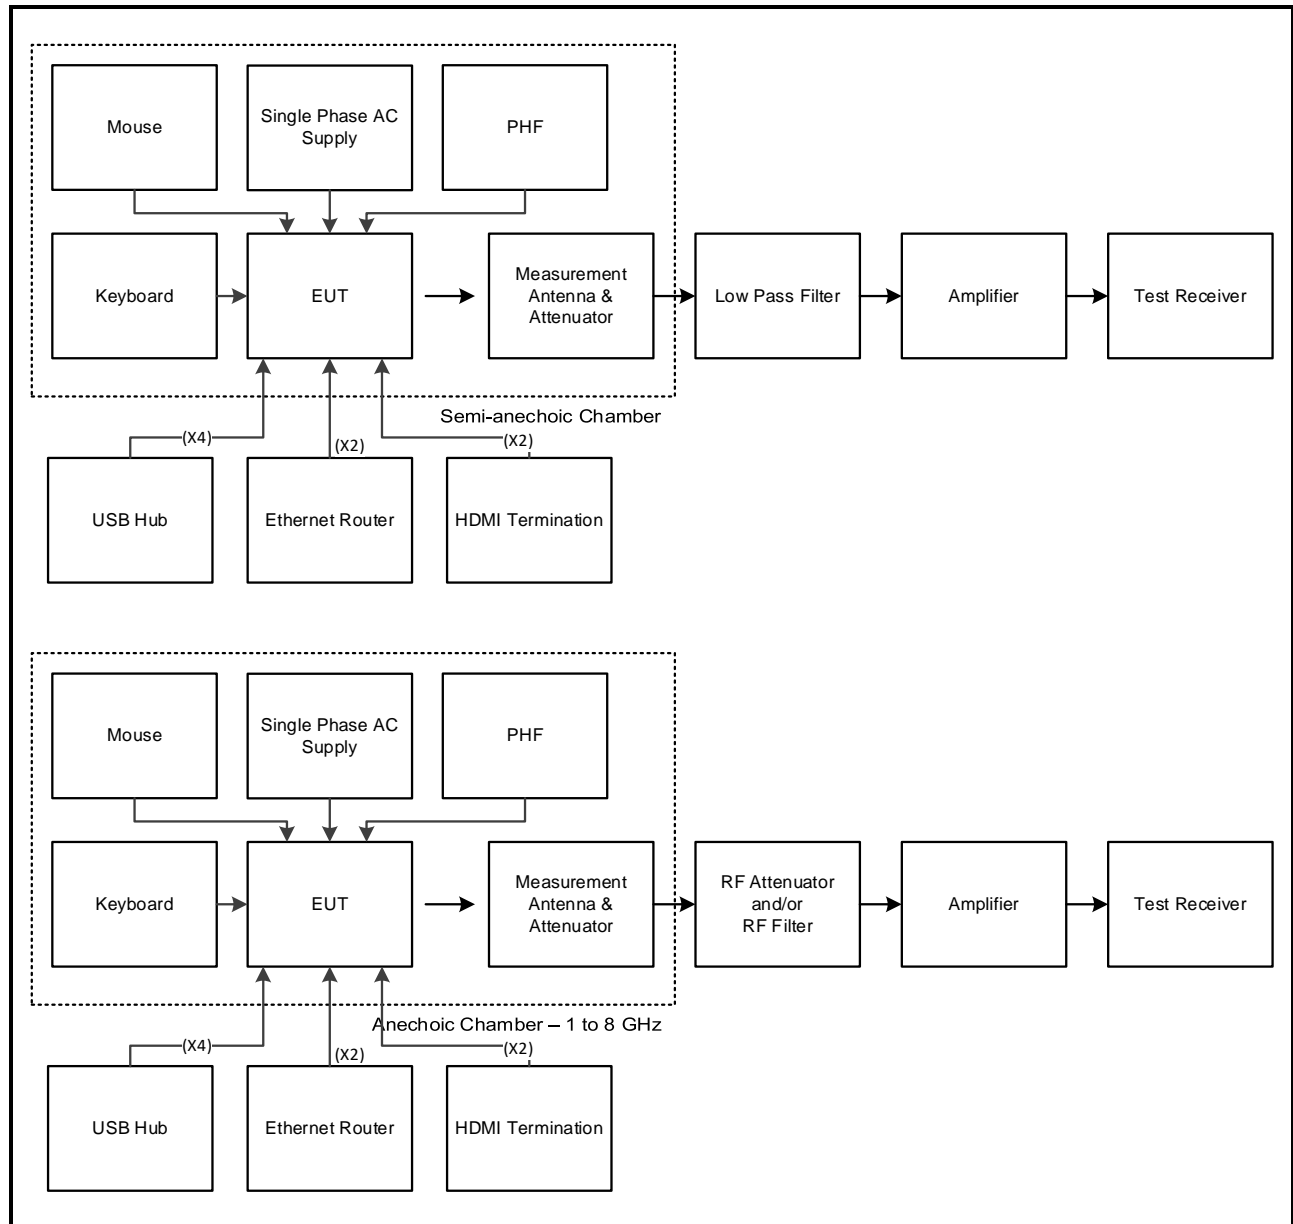 Mouse
Single Phase AC
Supply
PHF
Keyboard
EUT
Measurement
Antenna &
Attenuator
Low Pass Filter
Amplifier
Test Receiver
Semi-anechoic Chamber
(X4)
(X2)
(X2)
USB Hub
Ethernet Router
HDMI Termination
Mouse
Single Phase AC
Supply
PHF
Keyboard
EUT
Measurement
Antenna &
Attenuator
RF Attenuator
and/or
RF Filter
Amplifier
Test Receiver
Anechoic Chamber – 1 to 8 GHz
(X4)
(X2)
(X2)
USB Hub
Ethernet Router
HDMI Termination